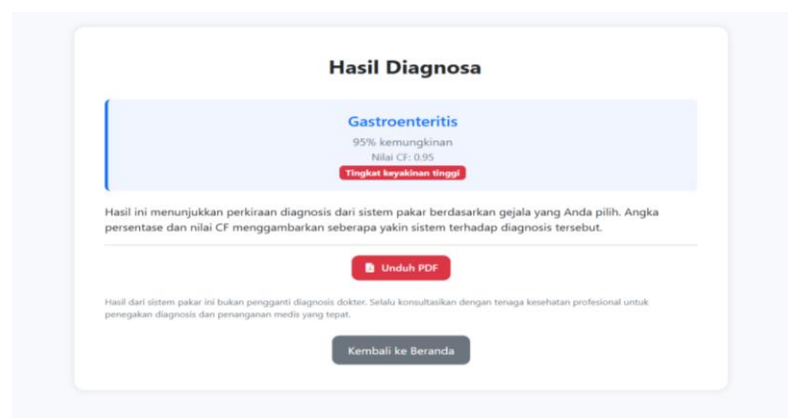 Hasil Diagnosa
Gastroenteritis
95% kemungkinan
Nilai CF: 0.95
Tingkat keyakinan tinggi
Hasil ini menunjukkan perkiraan diagnosis dari sistem pakar berdasarkan gejala yang Anda pilih. Angka
persentase dan nilai CF menggambarkan seberapa yakin sistem terhadap diagnosis tersebut.
Unduh PDF
Hasil dari sistem pakar ini bukan pengganti diagnosis dokter. Selalu konsultasikan dengan tenaga kesehatan profesional untuk
penegakan diagnosis dan penanganan medis yang tepat.
Kembali ke Beranda